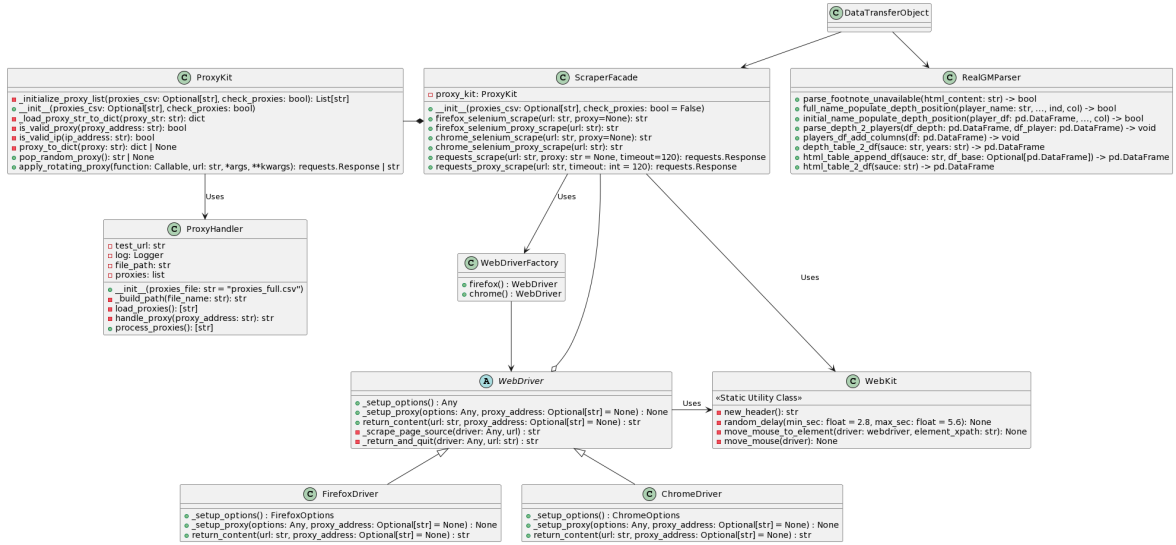 C DataTransferObject
C ProxyKit
_initialize_proxy_list(proxies_csv: Optional[str], check_proxies: bool): List[str]
__init__(proxies_csv: Optional[str], check_proxies: bool)
_load_proxy_str_to_dict(proxy_str: str): dict
is_valid_proxy(proxy_address: str): bool
is_valid_ip(ip_address: str): bool
proxy_to_dict(proxy: str): dict | None
pop_random_proxy(): str | None
apply_rotating_proxy(function: Callable, url: str, *args, **kwargs): requests.Response | str
C ScraperFacade
proxy_kit: ProxyKit
__init__(proxies_csv: Optional[str], check_proxies: bool = False)
firefox_selenium_scrape(url: str, proxy=None): str
firefox_selenium_proxy_scrape(url: str): str
chrome_selenium_scrape(url: str, proxy=None): str
chrome_selenium_proxy_scrape(url: str): str
requests_scrape(url: str, proxy: str = None, timeout=120): requests.Response
requests_proxy_scrape(url: str, timeout: int = 120): requests.Response
C RealGMParser
parse_footnote_unavailable(html_content: str) -> bool
full_name_populate_depth_position(player_name: str, ..., ind, col) -> bool
initial_name_populate_depth_position(player_df: pd.DataFrame, ..., col) -> bool
parse_depth_2_players(df_depth: pd.DataFrame, df_player: pd.DataFrame) -> void
players_df_add_columns(df: pd.DataFrame) -> void
depth_table_2_df(sauce: str, years: str) -> pd.DataFrame
html_table_append_df(sauce: str, df_base: Optional[pd.DataFrame]) -> pd.DataFrame
html_table_2_df(sauce: str) -> pd.DataFrame
Uses
Uses
Uses
C ProxyHandler
test_url: str
log: Logger
file_path: str
proxies: list
__init__(proxies_file: str = "proxies_full.csv")
_build_path(file_name: str): str
load_proxies(): [str]
handle_proxy(proxy_address: str): str
process_proxies(): [str]
C WebDriverFactory
firefox() : WebDriver
chrome() : WebDriver
A WebDriver
_setup_options() : Any
_setup_proxy(options: Any, proxy_address: Optional[str] = None) : None
return_content(url: str, proxy_address: Optional[str] = None) : str
_scrape_page_source(driver: Any, url) : str
_return_and_quit(driver: Any, url: str) : str
Uses
C WebKit
«Static Utility Class»
new_header(): str
random_delay(min_sec: float = 2.8, max_sec: float = 5.6): None
move_mouse_to_element(driver: webdriver, element_xpath: str): None
move_mouse(driver): None
C FirefoxDriver
_setup_options() : FirefoxOptions
_setup_proxy(options: Any, proxy_address: Optional[str] = None) : None
return_content(url: str, proxy_address: Optional[str] = None) : str
C ChromeDriver
_setup_options() : ChromeOptions
_setup_proxy(options: Any, proxy_address: Optional[str] = None) : None
return_content(url: str, proxy_address: Optional[str] = None) : str